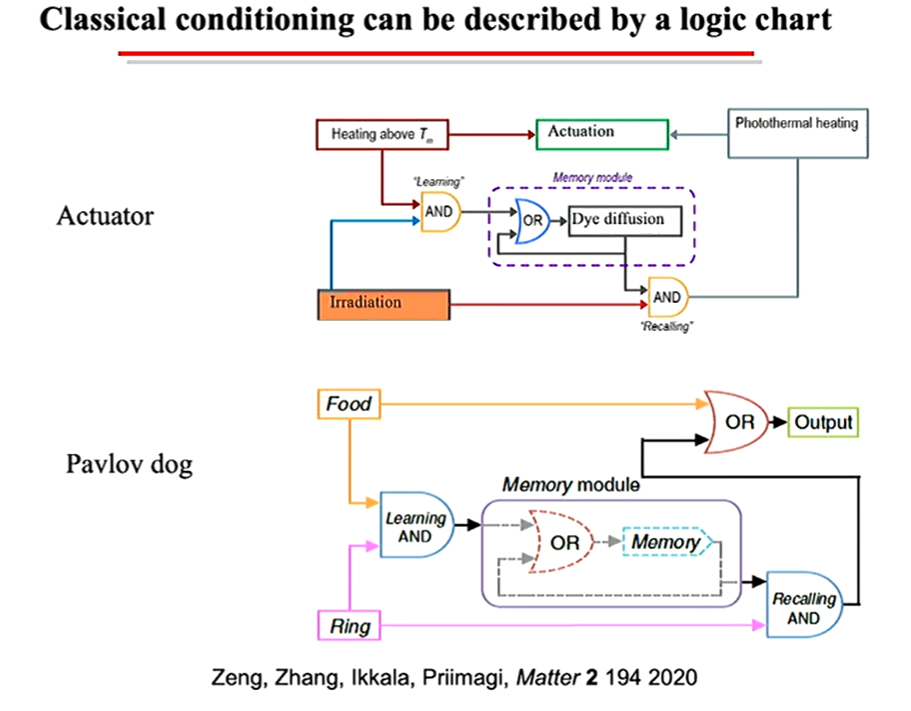 Classical conditioning can be described by a logic chart
Heating above Tm
Actuation
Photothermal heating
"Learning"
Memory module
Actuator
AND
OR
Dye diffusion
Irradiation
AND
"Recalling"
Food
OR
Output
Pavlov dog
Memory module
Learning
AND
OR
Memory
Recalling
AND
Ring
Zeng, Zhang, Ikkala, Priimagi, Matter 2 194 2020